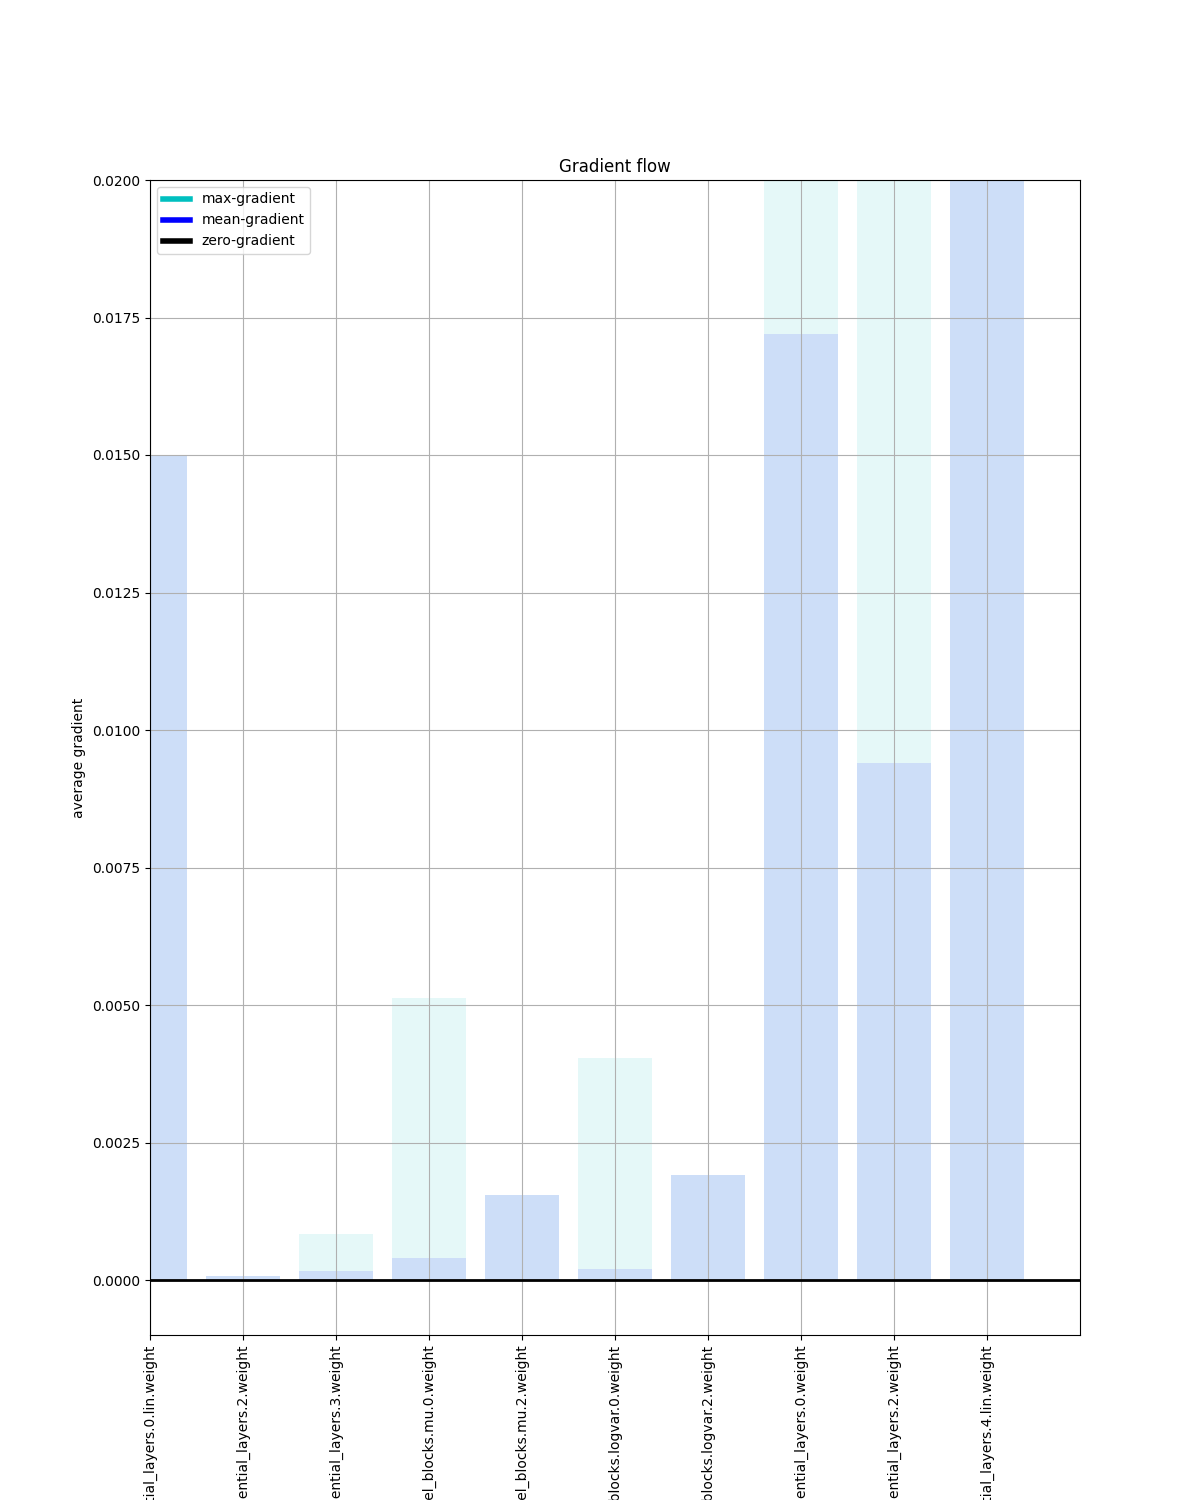 Gradient flow
max-gradient
mean-gradient
zero-gradient
average gradient
0.0200
0.0175
0.0150
0.0125
0.0100
0.0075
0.0050
0.0025
0.0000
tial_layers.0.lin.weight
ential_layers.2.weight
ential_layers.3.weight
el_blocks.mu.0.weight
el_blocks.mu.2.weight
blocks.logvar.0.weight
blocks.logvar.2.weight
ential_layers.0.weight
ential_layers.2.weight
tial_layers.4.lin.weight